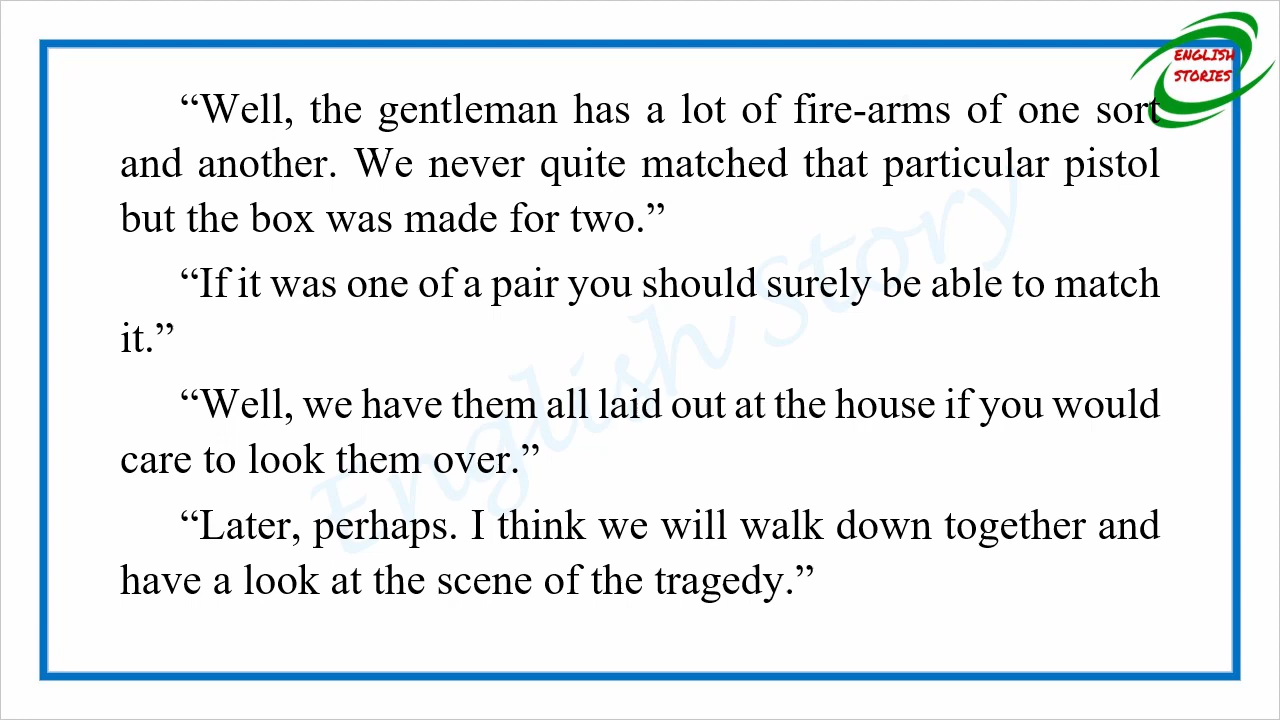 ENGLISH
STORIES
“Well, the gentleman has a lot of fire-arms of one sort
and another. We never quite matched that particular pistol
but the box was made for two.”
“If it was one of a pair you should surely be able to match
it.”
“Well, we have them all laid out at the house if you would
care to look them over.”
“Later, perhaps. I think we will walk down together and
have a look at the scene of the tragedy.”
English Story